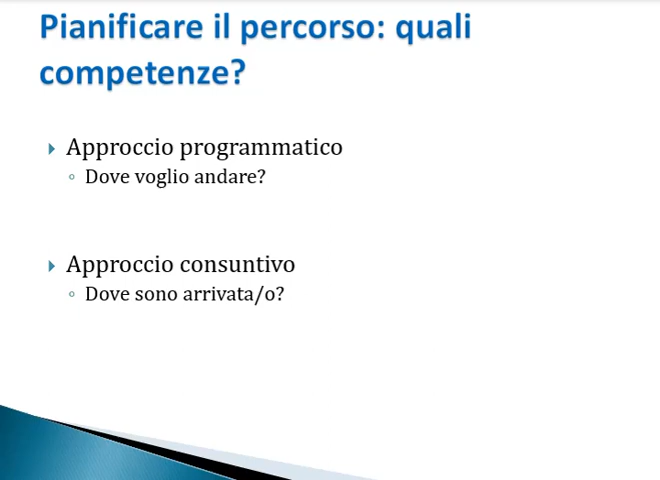 Pianificare il percorso: quali
competenze?
Approccio programmatico
Dove voglio andare?
Approccio consuntivo
Dove sono arrivata/o?